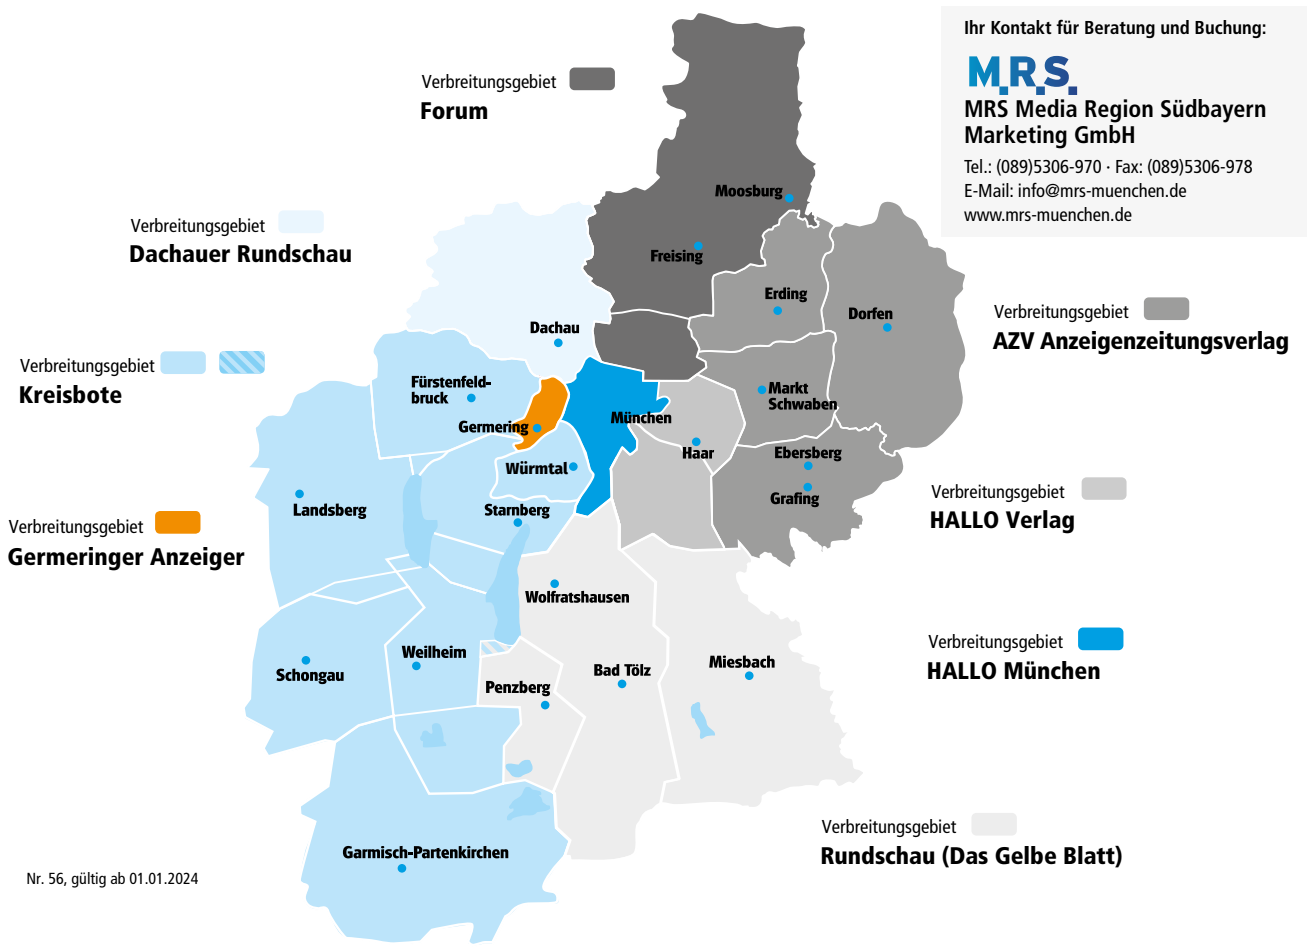 Ihr Kontakt für Beratung und Buchung:
M.R.S.
MRS Media Region Südbayern
Marketing GmbH
Tel.: (089)5306-970 · Fax: (089)5306-978
E-Mail: info@mrs-muenchen.de
www.mrs-muenchen.de
Verbreitungsgebiet
Forum
Verbreitungsgebiet
Dachauer Rundschau
Verbreitungsgebiet
Kreisbote
Verbreitungsgebiet
Germeringer Anzeiger
Verbreitungsgebiet
AZV Anzeigenzeitungsverlag
Verbreitungsgebiet
HALLO Verlag
Verbreitungsgebiet
HALLO München
Verbreitungsgebiet
Rundschau (Das Gelbe Blatt)
Moosburg
Freising
Erding
Dorfen
Dachau
Fürstenfeld-
bruck
Markt
Schwaben
München
Germering
Haar
Ebersberg
Würmtal
Grafing
Landsberg
Starnberg
Wolfratshausen
Weilheim
Miesbach
Bad Tölz
Schongau
Penzberg
Garmisch-Partenkirchen
Nr. 56, gültig ab 01.01.2024